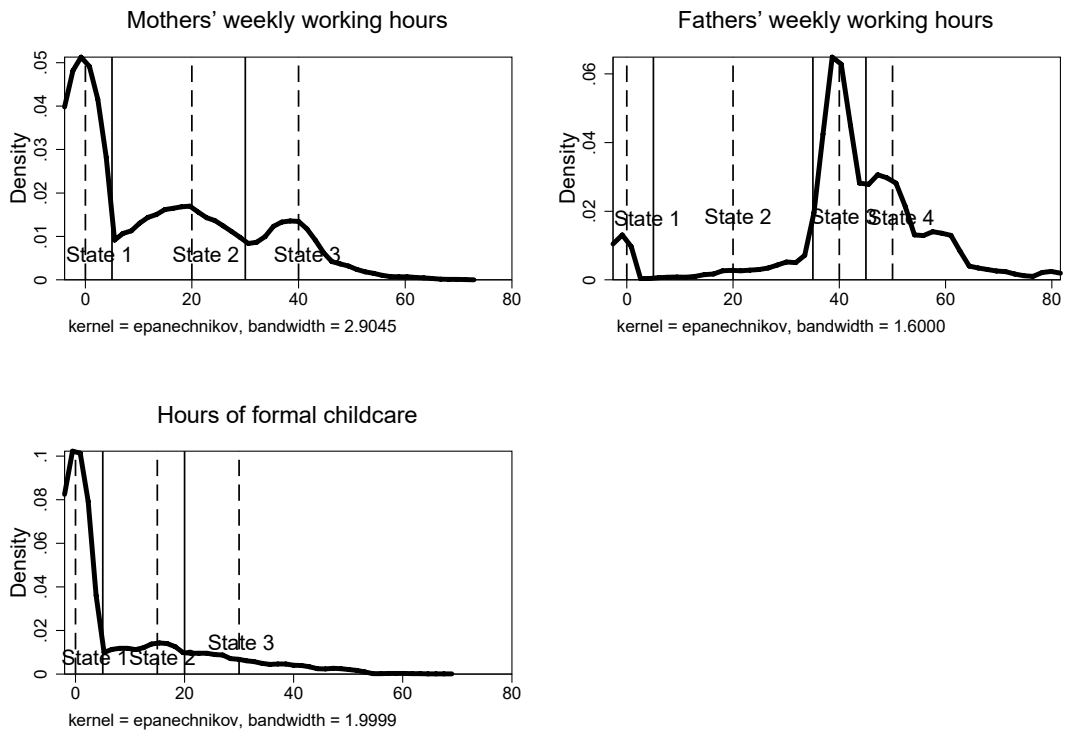 Mothers’ weekly working hours
Density
.05
.04
.03
.02
.01
0
State 1 State 2 State 3
0 20 40 60 80
kernel = epanechnikov, bandwidth = 2.9045
Fathers’ weekly working hours
Density
.06
.04
.02
0
State 1 State 2 State 3 State 4
0 20 40 60 80
kernel = epanechnikov, bandwidth = 1.6000
Hours of formal childcare
Density
.1
.08
.06
.04
.02
0
State 3
State 1 State 2
0 20 40 60 80
kernel = epanechnikov, bandwidth = 1.9999